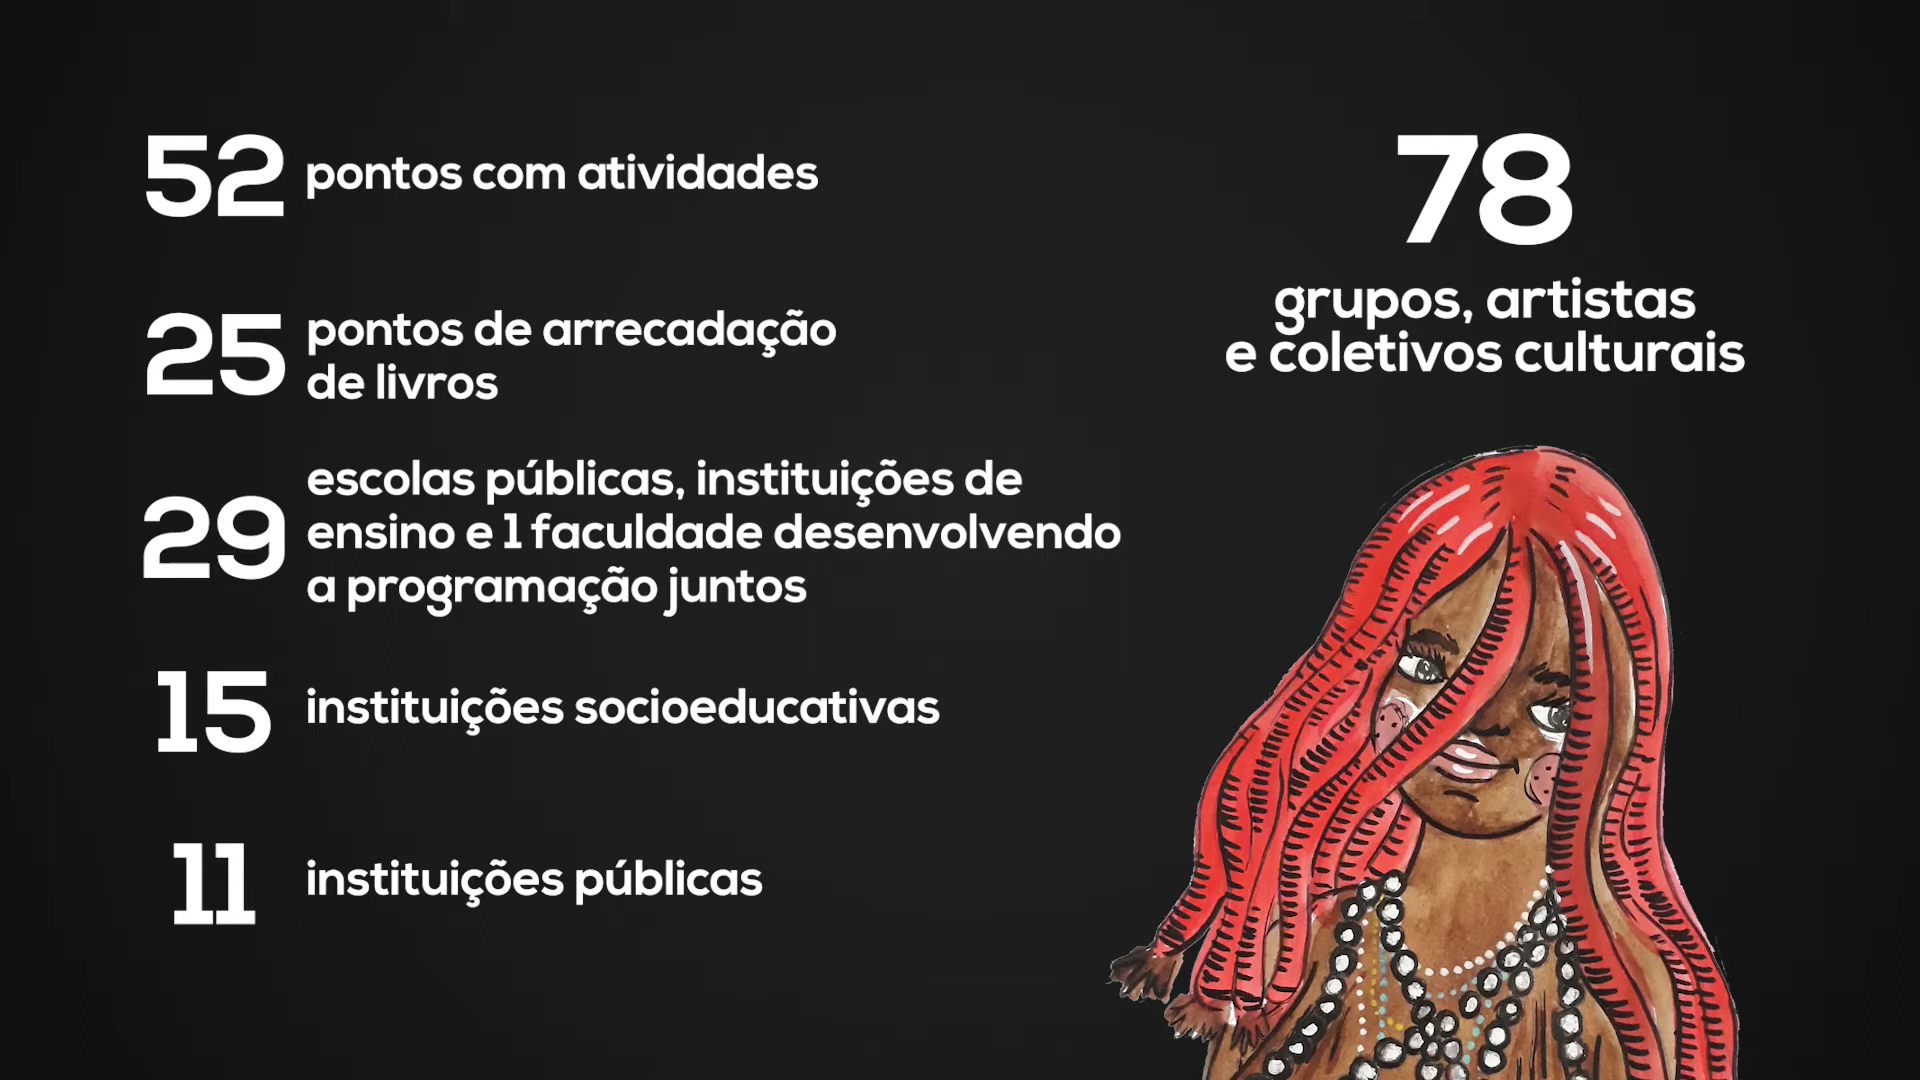 52 pontos com atividades
25 pontos de arrecadação
de livros
29 escolas públicas, instituições de
ensino e 1 faculdade desenvolvendo
a programação juntos
15 instituições socioeducativas
11 instituições públicas
78
grupos, artistas
e coletivos culturais